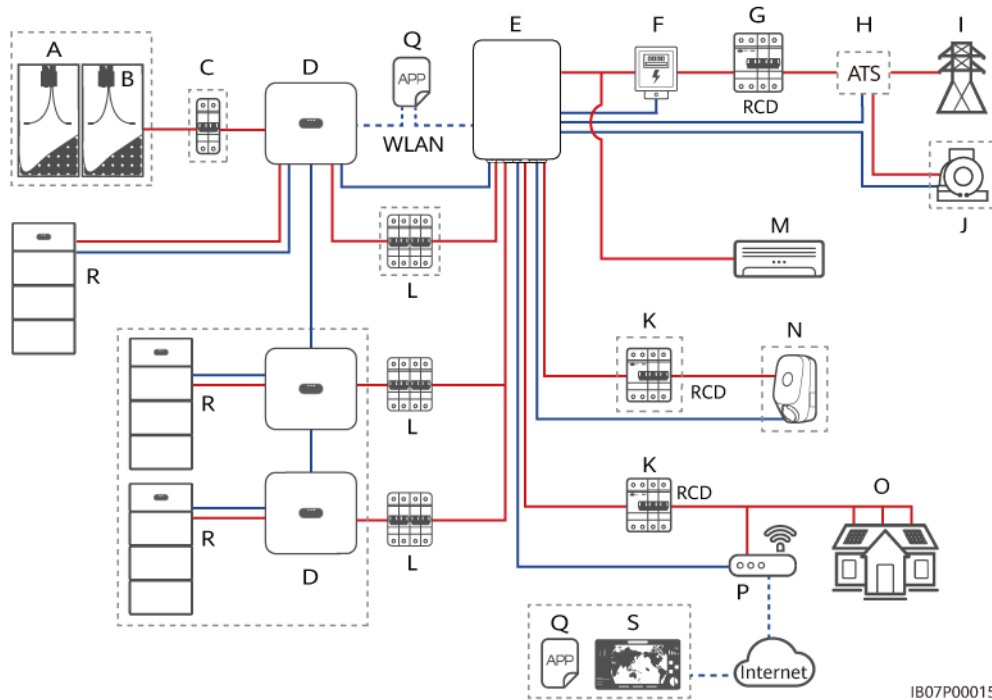 A
B
C
D
Q
APP
WLAN
E
F
G
RCD
H
ATS
I
J
M
R
L
K
RCD
N
R
L
K
RCD
O
R
D
L
P
Q
APP
S
Internet
IB07P00015